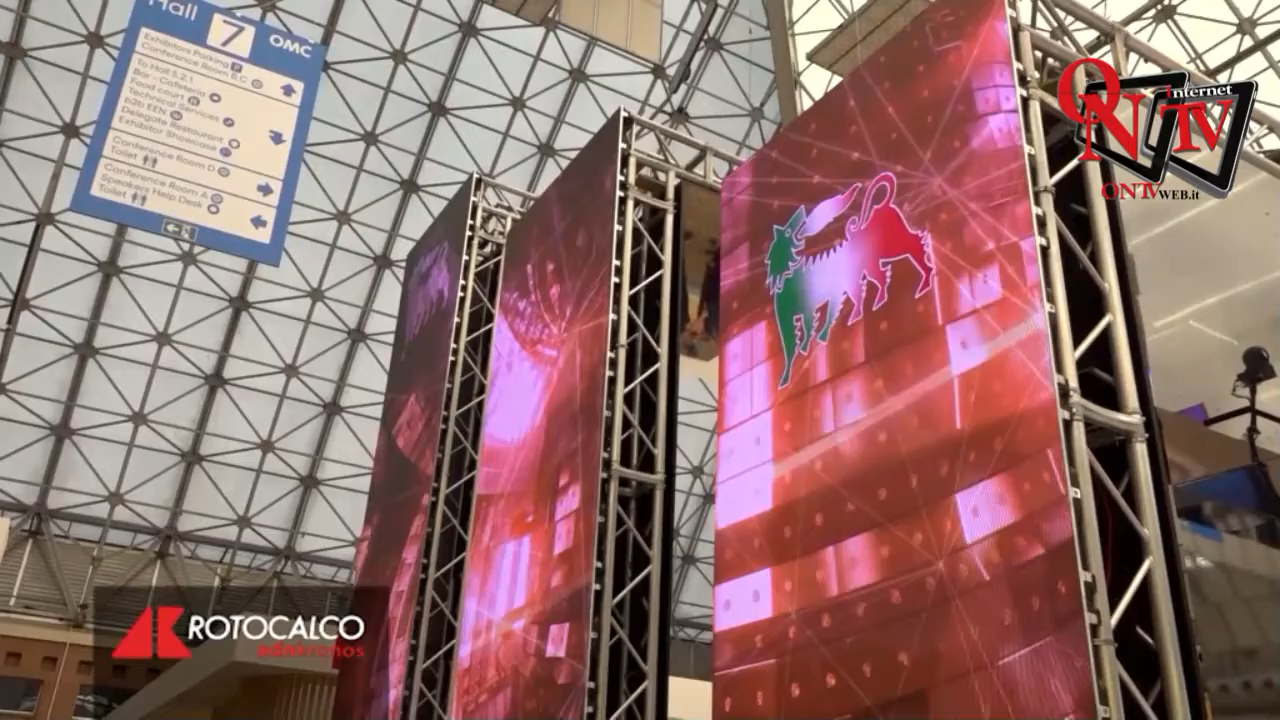 Hall 7 OMC
Exhibitors Parking P
Conference Room B,C
To Hall 5,2,1
Bar - Cafeteria
Food court
Technical Services
b2b EEN
Delegate Restaurant
Exhibitor Showcase
Conference Room D
Toilet
Conference Room A
Speakers Help Desk
Toilet
QN internet TV
ONTVWEB.it
ROTOCALCO
adnkronos